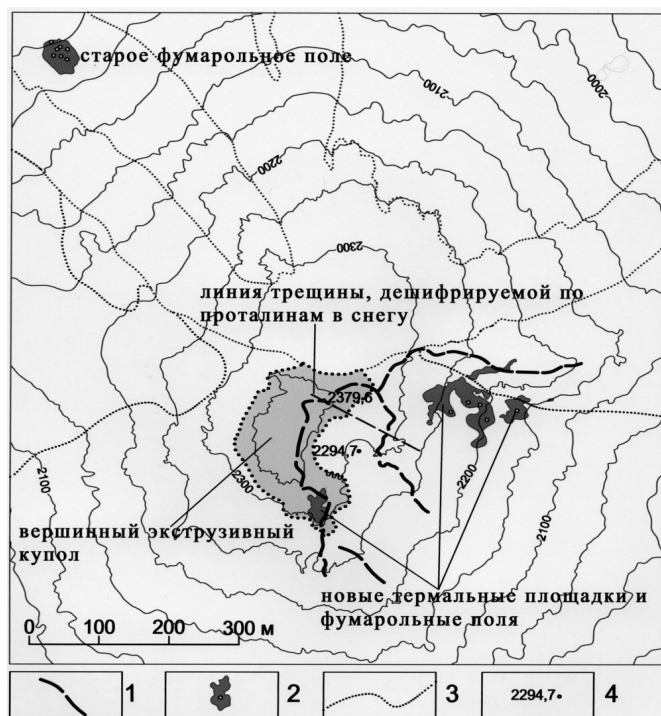 старое фумарольное поле
2000
2100
2200
2300
линия трещины, дешифрируемой по
проталинам в снегу
2379,6
2294,7
2300
2200
2100
2100
вершинный экструзивный
купол
новые термальные площадки и
фумарольные поля
0 100 200 300 м
1 2 3 2294,7 4